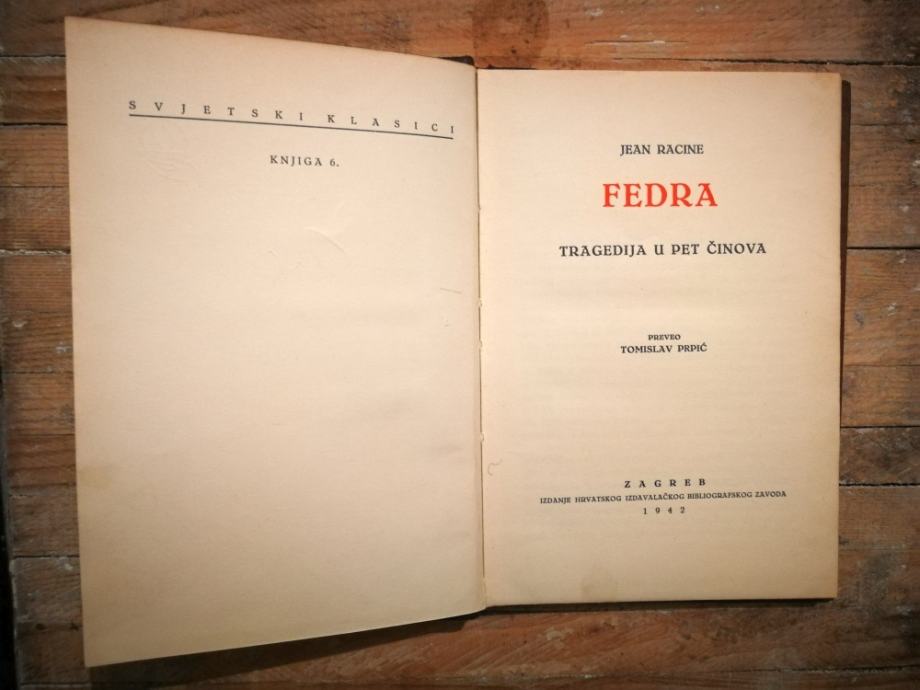 SVJETSKI KLASICI
KNJIGA 6.
JEAN RACINE
FEDRA
TRAGEDIJA U PET ČINOVA
PREVEO
TOMISLAV PRPIĆ
ZAGREB
IZDANJE HRVATSKOG IZDAVALAČKOG BIBLIOGRAFSKOG ZAVODA
1942